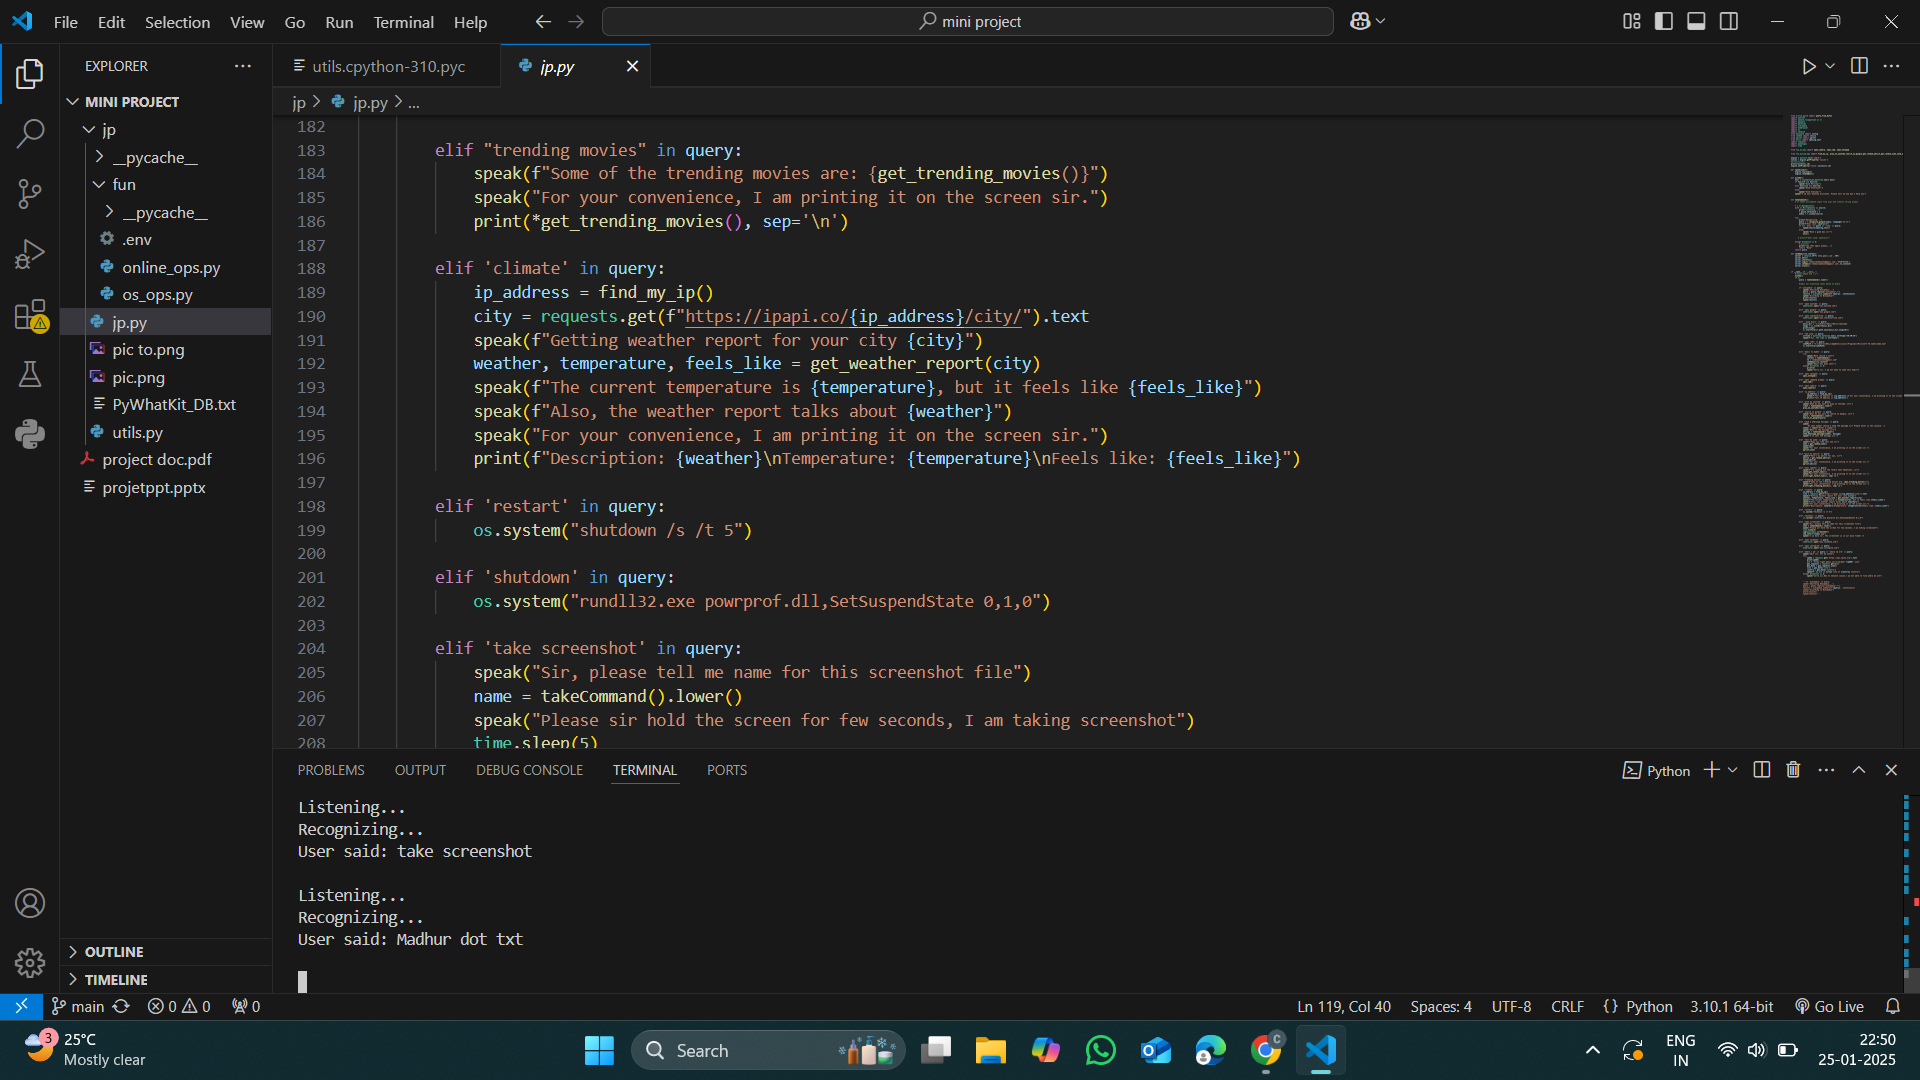 File Edit Selection View Go Run Terminal Help
mini project
EXPLORER
MINI PROJECT
jp
__pycache__
fun
__pycache__
.env
online_ops.py
os_ops.py
jp.py
pic to.png
pic.png
PyWhatKit_DB.txt
utils.py
project doc.pdf
projetppt.pptx
OUTLINE
TIMELINE
utils.cpython-310.pyc
jp.py
jp > jp.py > ...
182
183 elif "trending movies" in query:
184 speak(f"Some of the trending movies are: {get_trending_movies()}")
185 speak("For your convenience, I am printing it on the screen sir.")
186 print(*get_trending_movies(), sep='\n')
187
188 elif 'climate' in query:
189 ip_address = find_my_ip()
190 city = requests.get(f"https://ipapi.co/{ip_address}/city/").text
191 speak(f"Getting weather report for your city {city}")
192 weather, temperature, feels_like = get_weather_report(city)
193 speak(f"The current temperature is {temperature}, but it feels like {feels_like}")
194 speak(f"Also, the weather report talks about {weather}")
195 speak("For your convenience, I am printing it on the screen sir.")
196 print(f"Description: {weather}\nTemperature: {temperature}\nFeels like: {feels_like}")
197
198 elif 'restart' in query:
199 os.system("shutdown /s /t 5")
200
201 elif 'shutdown' in query:
202 os.system("rundll32.exe powrprof.dll,SetSuspendState 0,1,0")
203
204 elif 'take screenshot' in query:
205 speak("Sir, please tell me name for this screenshot file")
206 name = takeCommand().lower()
207 speak("Please sir hold the screen for few seconds, I am taking screenshot")
208 time.sleep(5)
PROBLEMS OUTPUT DEBUG CONSOLE TERMINAL PORTS
Python
Listening...
Recognizing...
User said: take screenshot
Listening...
Recognizing...
User said: Madhur dot txt
main 0 0 0
Ln 119, Col 40 Spaces: 4 UTF-8 CRLF {} Python 3.10.1 64-bit Go Live
3
25°C
Mostly clear
Search
C
ENG
IN
22:50
25-01-2025